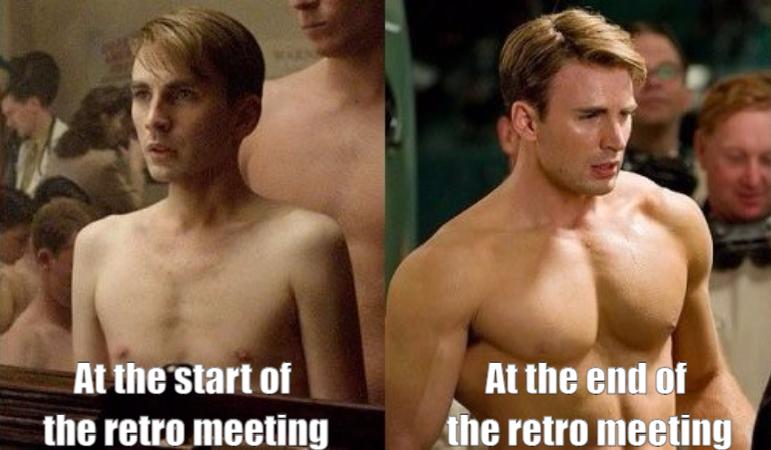 At the start of
the retro meeting
At the end of
the retro meeting